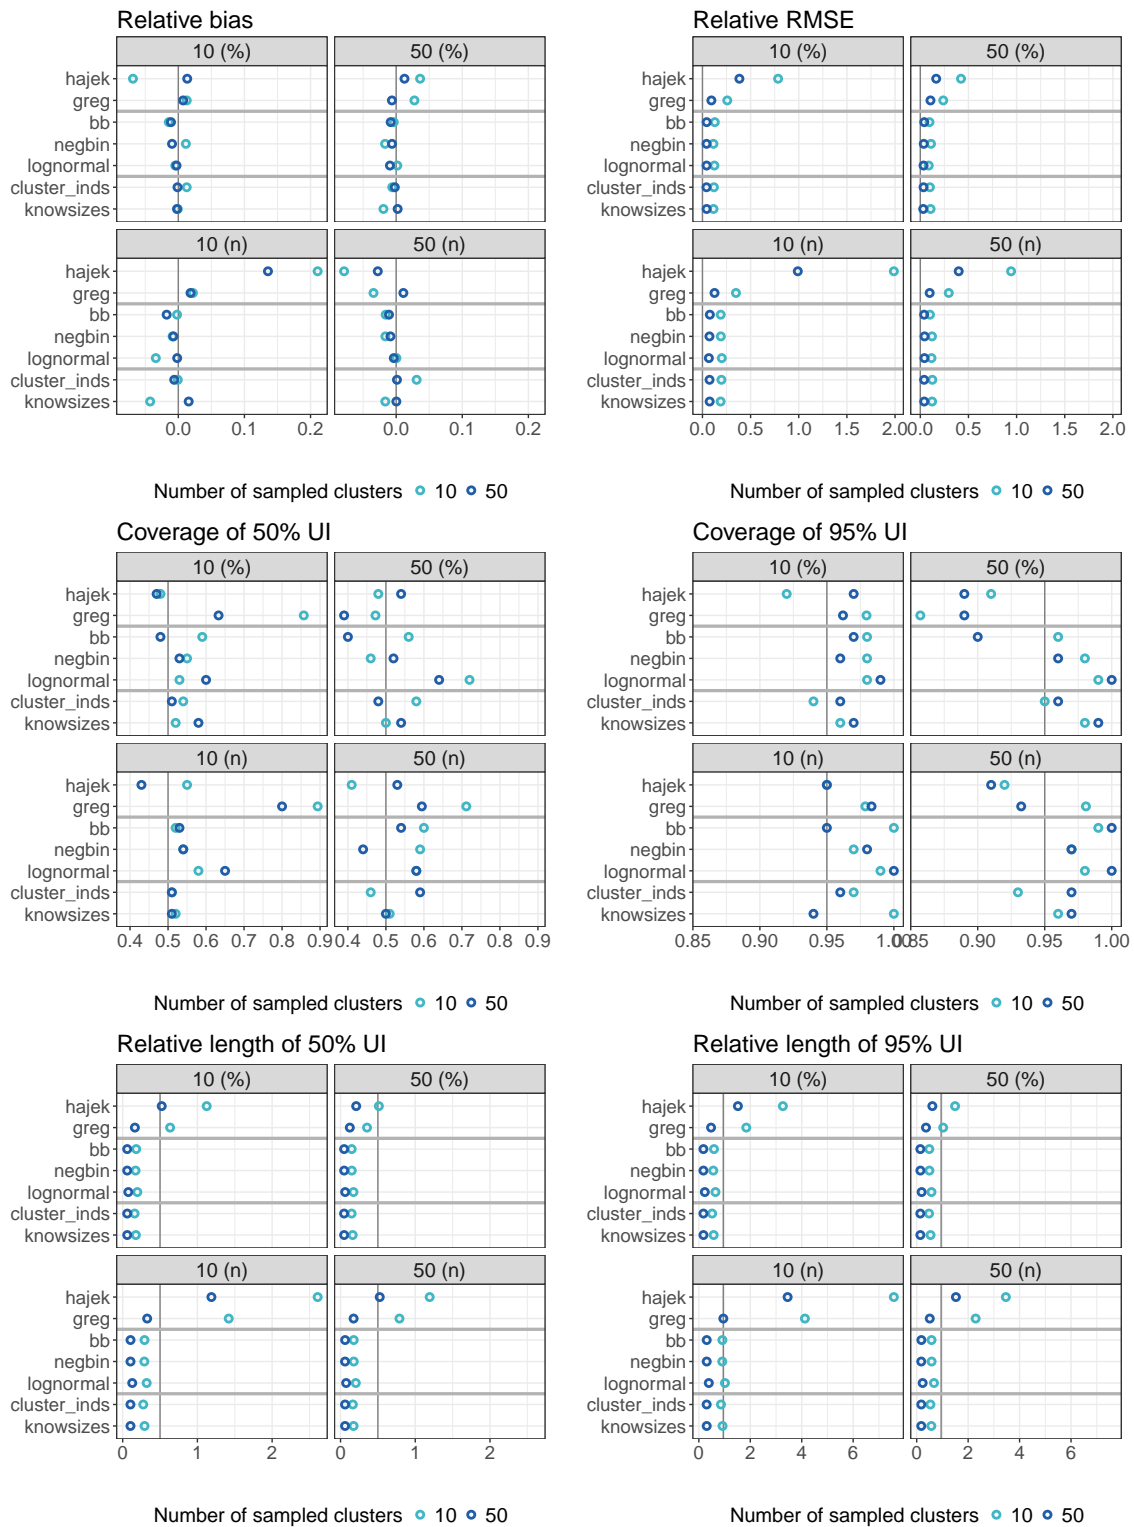 Relative bias
10 (%) 50 (%)
hajek
greg
bb
negbin
lognormal
cluster_inds
knowsizes
10 (n) 50 (n)
hajek
greg
bb
negbin
lognormal
cluster_inds
knowsizes
0.0 0.1 0.2 0.0 0.1 0.2
Number of sampled clusters 10 50
Relative RMSE
10 (%) 50 (%)
hajek
greg
bb
negbin
lognormal
cluster_inds
knowsizes
10 (n) 50 (n)
hajek
greg
bb
negbin
lognormal
cluster_inds
knowsizes
0.0 0.5 1.0 1.5 2.0 0.0 0.5 1.0 1.5 2.0
Number of sampled clusters 10 50
Coverage of 50% UI
10 (%) 50 (%)
hajek
greg
bb
negbin
lognormal
cluster_inds
knowsizes
10 (n) 50 (n)
hajek
greg
bb
negbin
lognormal
cluster_inds
knowsizes
0.4 0.5 0.6 0.7 0.8 0.9 0.4 0.5 0.6 0.7 0.8 0.9
Number of sampled clusters 10 50
Coverage of 95% UI
10 (%) 50 (%)
hajek
greg
bb
negbin
lognormal
cluster_inds
knowsizes
10 (n) 50 (n)
hajek
greg
bb
negbin
lognormal
cluster_inds
knowsizes
0.85 0.90 0.95 1.00 0.85 0.90 0.95 1.00
Number of sampled clusters 10 50
Relative length of 50% UI
10 (%) 50 (%)
hajek
greg
bb
negbin
lognormal
cluster_inds
knowsizes
10 (n) 50 (n)
hajek
greg
bb
negbin
lognormal
cluster_inds
knowsizes
0 1 2 0 1 2
Number of sampled clusters 10 50
Relative length of 95% UI
10 (%) 50 (%)
hajek
greg
bb
negbin
lognormal
cluster_inds
knowsizes
10 (n) 50 (n)
hajek
greg
bb
negbin
lognormal
cluster_inds
knowsizes
0 2 4 6 0 2 4 6
Number of sampled clusters 10 50